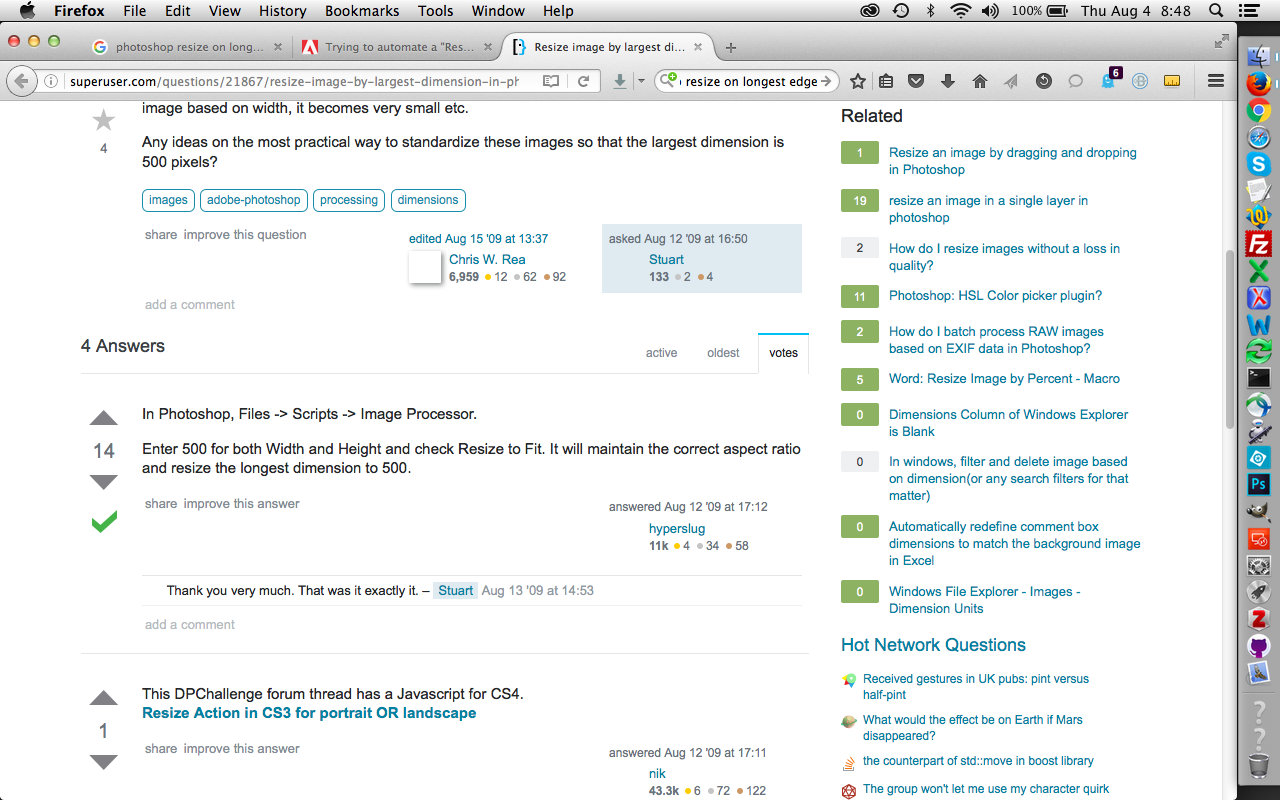 Firefox File Edit View History Bookmarks Tools Window Help 100% Thu Aug 4 8:48
photoshop resize on long...
Trying to automate a "Res...
Resize image by largest di...
superuser.com/questions/21867/resize-image-by-largest-dimension-in-ph
resize on longest edge
6
image based on width, it becomes very small etc.
4
Any ideas on the most practical way to standardize these images so that the largest dimension is
500 pixels?
images adobe-photoshop processing dimensions
share improve this question
edited Aug 15 '09 at 13:37
Chris W. Rea
6,959 12 62 92
asked Aug 12 '09 at 16:50
Stuart
133 2 4
add a comment
4 Answers
active oldest votes
In Photoshop, Files -> Scripts -> Image Processor.
14
Enter 500 for both Width and Height and check Resize to Fit. It will maintain the correct aspect ratio
and resize the longest dimension to 500.
share improve this answer
answered Aug 12 '09 at 17:12
hyperslug
11k 4 34 58
Thank you very much. That was it exactly it. – Stuart Aug 13 '09 at 14:53
add a comment
This DPChallenge forum thread has a Javascript for CS4.
Resize Action in CS3 for portrait OR landscape
1
share improve this answer
answered Aug 12 '09 at 17:11
nik
43.3k 6 72 122
Related
1 Resize an image by dragging and dropping
in Photoshop
19 resize an image in a single layer in
photoshop
2 How do I resize images without a loss in
quality?
11 Photoshop: HSL Color picker plugin?
2 How do I batch process RAW images
based on EXIF data in Photoshop?
5 Word: Resize Image by Percent - Macro
0 Dimensions Column of Windows Explorer
is Blank
0 In windows, filter and delete image based
on dimension(or any search filters for that
matter)
0 Automatically redefine comment box
dimensions to match the background image
in Excel
0 Windows File Explorer - Images -
Dimension Units
Hot Network Questions
Received gestures in UK pubs: pint versus
half-pint
What would the effect be on Earth if Mars
disappeared?
the counterpart of std::move in boost library
The group won't let me use my character quirk
Fz
Ps